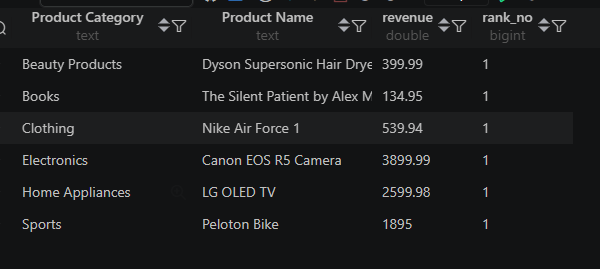 Product Category Product Name revenue rank_no
text text double bigint
Beauty Products Dyson Supersonic Hair Drye 399.99 1
Books The Silent Patient by Alex M 134.95 1
Clothing Nike Air Force 1 539.94 1
Electronics Canon EOS R5 Camera 3899.99 1
Home Appliances LG OLED TV 2599.98 1
Sports Peloton Bike 1895 1